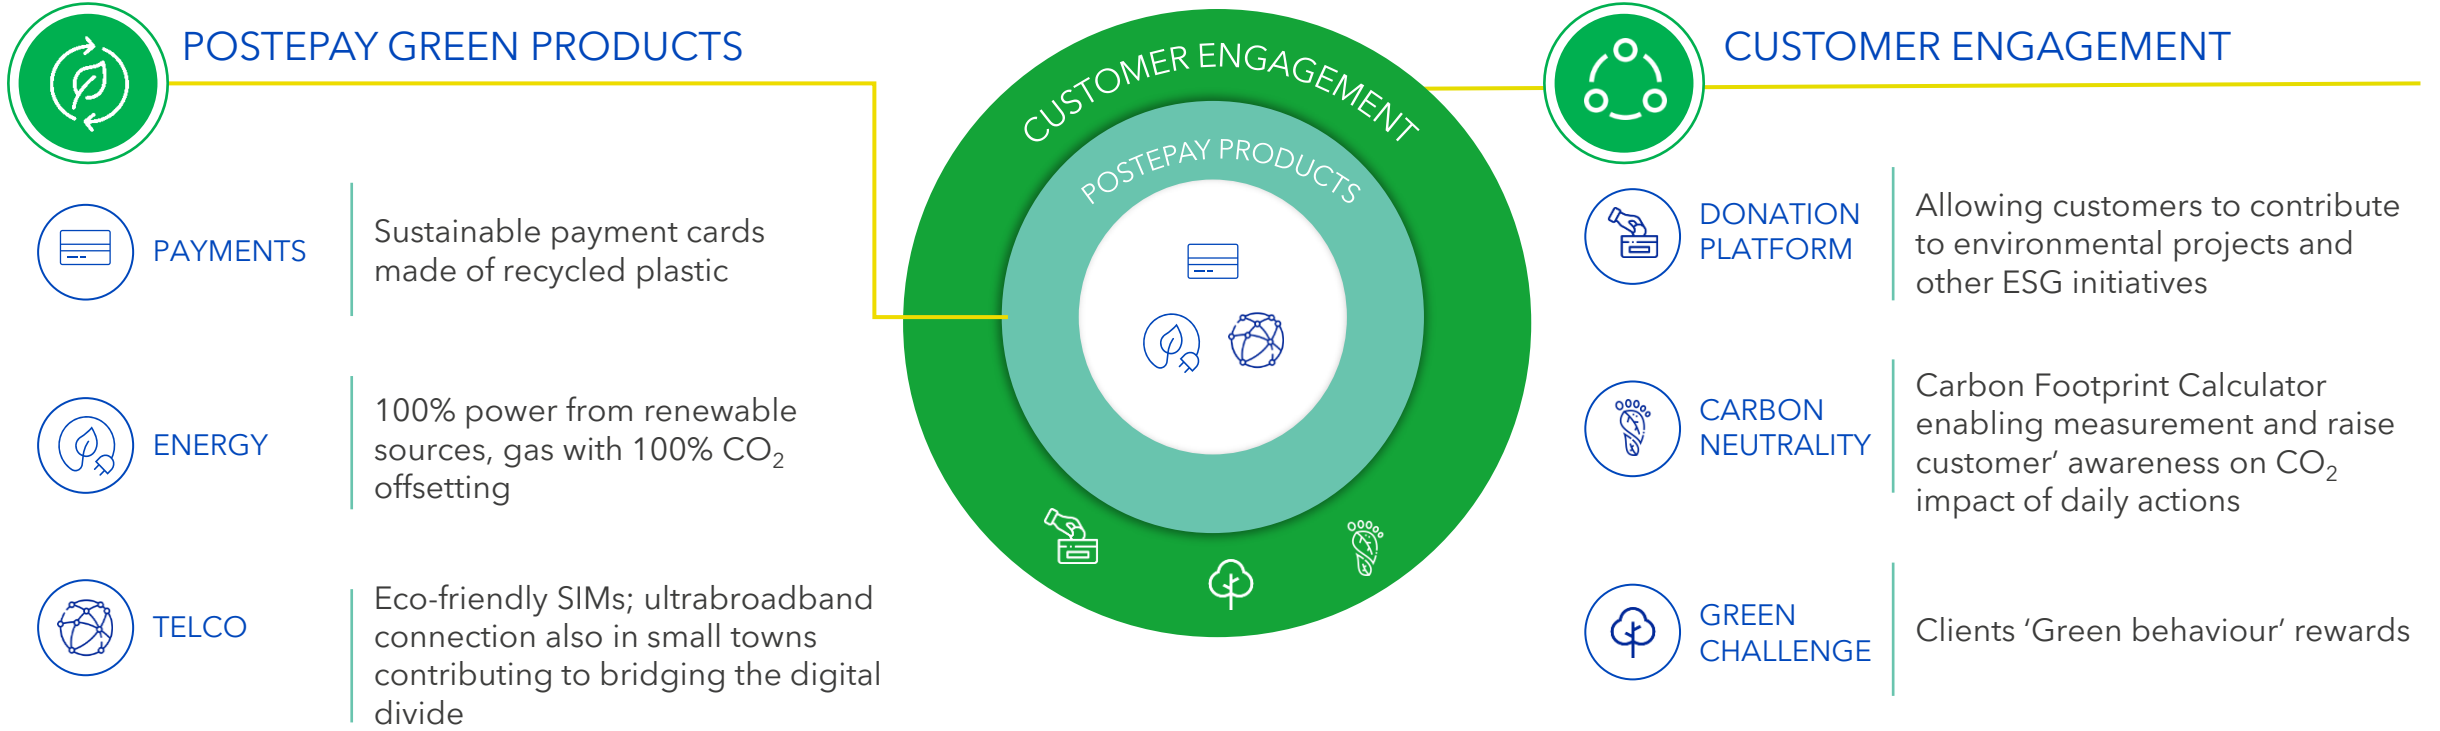 POSTEPAY GREEN PRODUCTS
PAYMENTS
Sustainable payment cards
made of recycled plastic
ENERGY
100% power from renewable
sources, gas with 100% CO₂
offsetting
TELCO
Eco-friendly SIMs; ultrabroadband
connection also in small towns
contributing to bridging the digital
divide
CUSTOMER ENGAGEMENT
POSTEPAY PRODUCTS
CUSTOMER ENGAGEMENT
DONATION
PLATFORM
Allowing customers to contribute
to environmental projects and
other ESG initiatives
CARBON
NEUTRALITY
Carbon Footprint Calculator
enabling measurement and raise
customer’ awareness on CO₂
impact of daily actions
GREEN
CHALLENGE
Clients ‘Green behaviour’ rewards